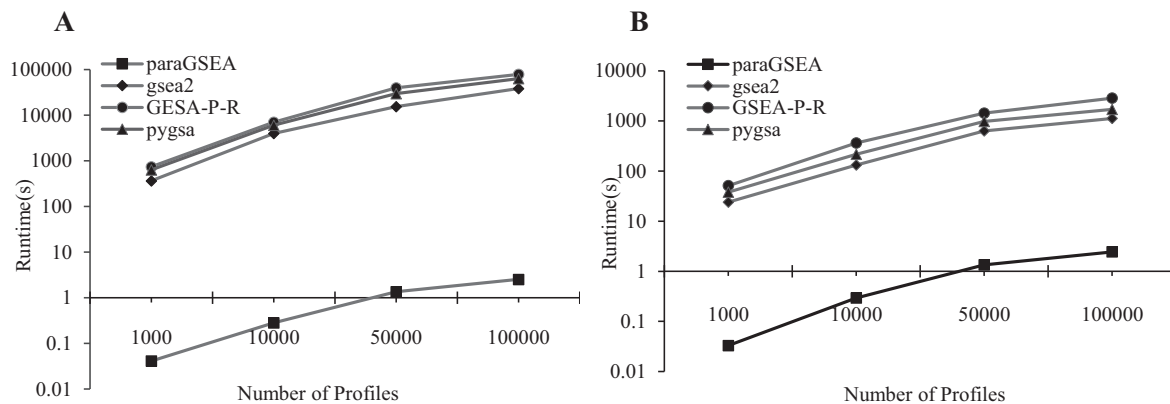 A
paraGSEA
gsea2
GESA-P-R
pygsa
100000
10000
1000
100
10
1
0.1
0.01
Runtime(s)
1000 10000 50000 100000
Number of Profiles
B
paraGSEA
gsea2
GSEA-P-R
pygsa
10000
1000
100
10
1
0.1
0.01
Runtime(s)
1000 10000 50000 100000
Number of Profiles